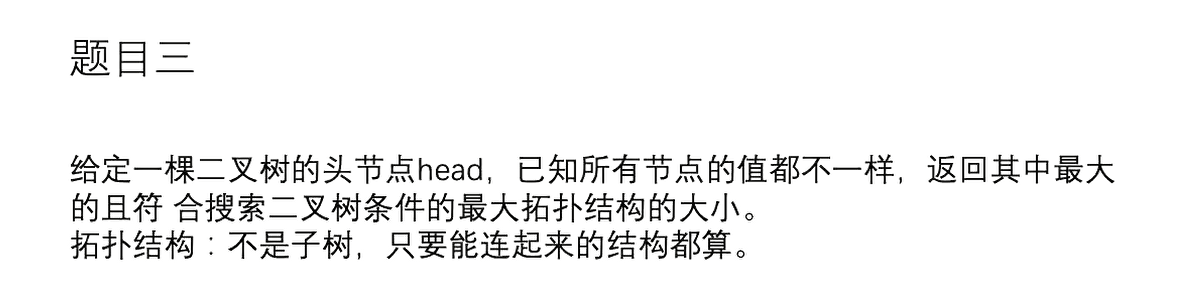 题目三
给定一棵二叉树的头节点head，已知所有节点的值都不一样，返回其中最大
的且符 合搜索二叉树条件的最大拓扑结构的大小。
拓扑结构：不是子树，只要能连起来的结构都算。